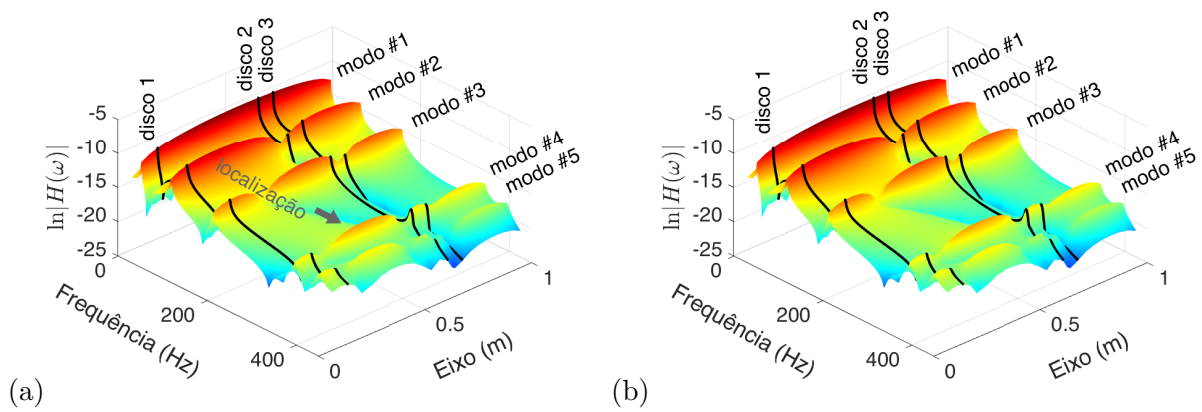 disco 1
disco 2
disco 3
modo #1
modo #2
modo #3
modo #4
modo #5
localização
ln|H(ω)|
-5
-10
-15
-20
-25
0
200
400
Frequência (Hz)
0
0.5
1
Eixo (m)
(a)
disco 1
disco 2
disco 3
modo #1
modo #2
modo #3
modo #4
modo #5
ln|H(ω)|
-5
-10
-15
-20
-25
0
200
400
Frequência (Hz)
0
0.5
1
Eixo (m)
(b)